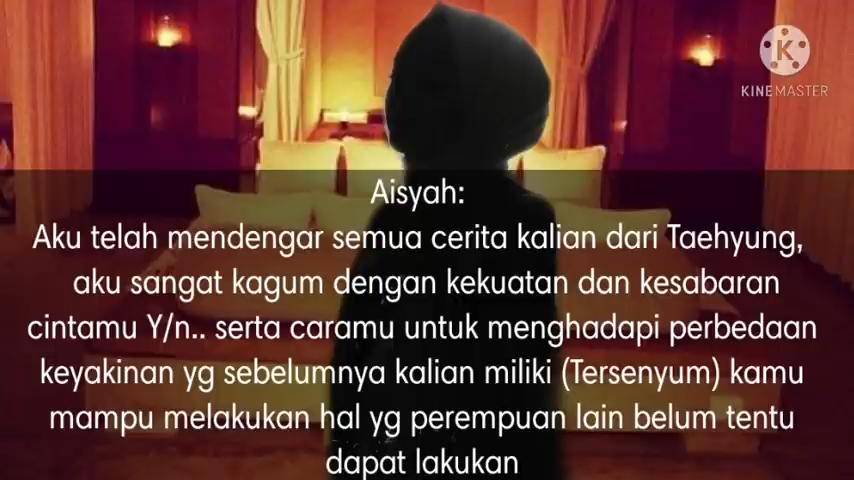 K
KINEMASTER
Aisyah:
Aku telah mendengar semua cerita kalian dari Taehyung,
aku sangat kagum dengan kekuatan dan kesabaran
cintamu Y/n.. serta caramu untuk menghadapi perbedaan
keyakinan yg sebelumnya kalian miliki (Tersenyum) kamu
mampu melakukan hal yg perempuan lain belum tentu
dapat lakukan